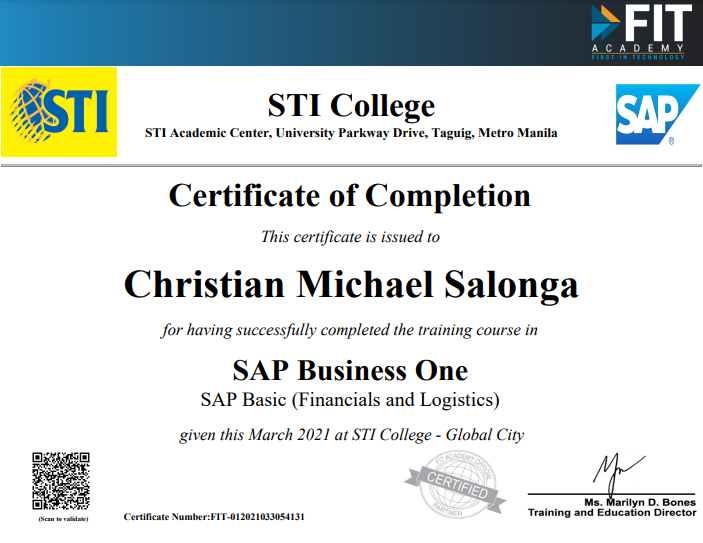 FIT
ACADEMY
FIRST IN TECHNOLOGY
STI
STI College
STI Academic Center, University Parkway Drive, Taguig, Metro Manila
SAP
®
Certificate of Completion
This certificate is issued to
Christian Michael Salonga
for having successfully completed the training course in
SAP Business One
SAP Basic (Financials and Logistics)
given this March 2021 at STI College - Global City
FIT ACADEMY OFFICIAL
CERTIFIED
PARTNER
Ms. Marilyn D. Bones
Training and Education Director
(Scan to validate)
Certificate Number:FIT-012021033054131